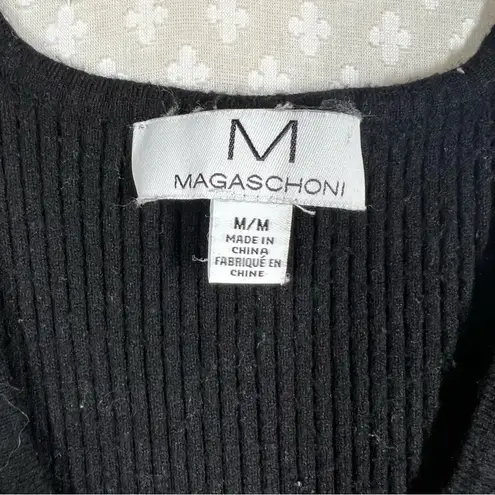 M
MAGASCHONI
M/M
MADE IN
CHINA
FABRIQUÉ EN
CHINE